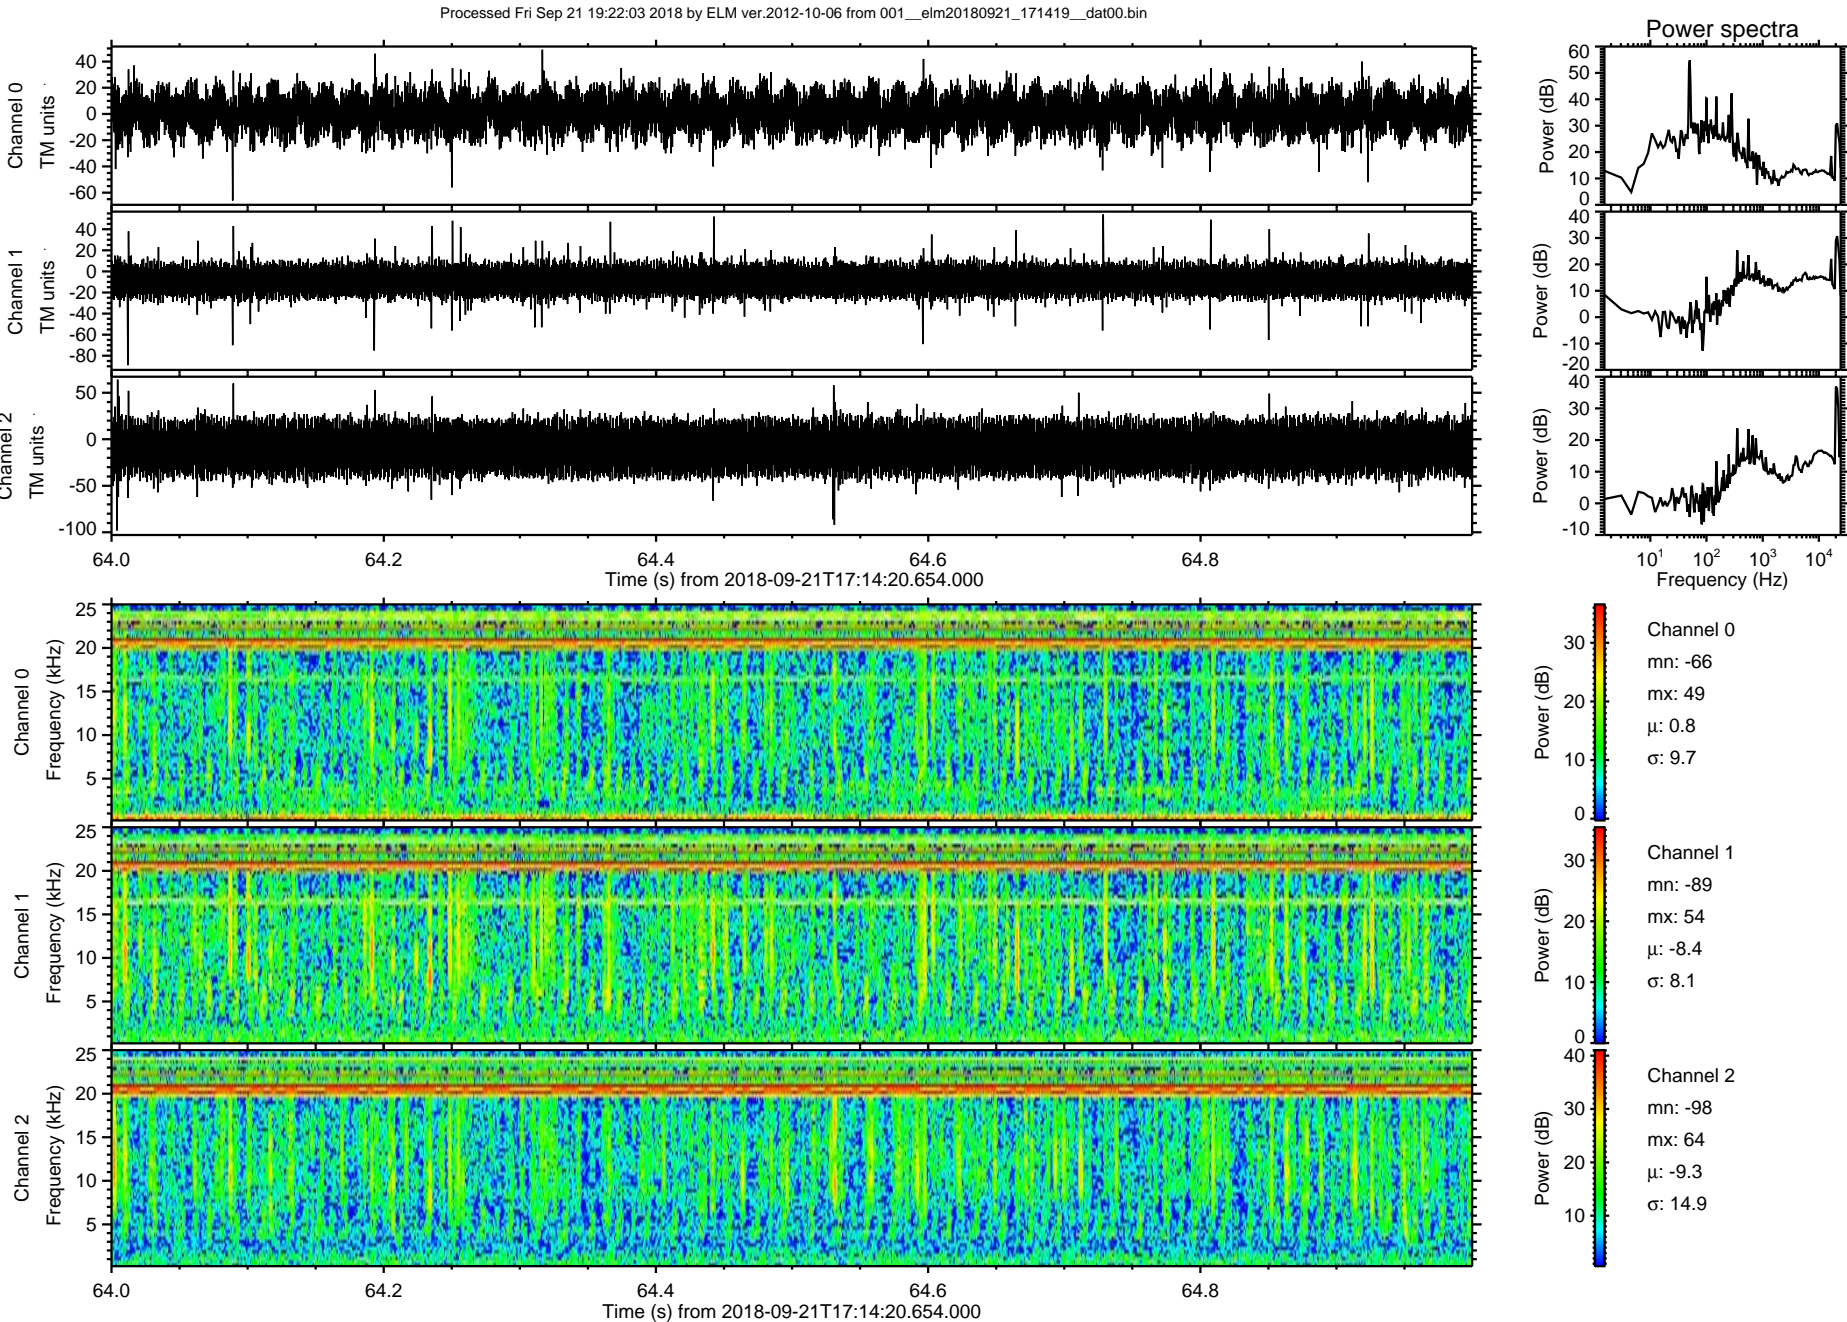 Processed Fri Sep 21 19:22:03 2018 by ELM ver.2012-10-06 from 001__elm20180921_171419__dat00.bin
Power spectra
Channel 0
TM units
40
20
0
-20
-40
-60
Power (dB)
60
50
40
30
20
10
0
Channel 1
TM units
40
20
0
-20
-40
-60
-80
Power (dB)
40
30
20
10
0
-10
-20
Channel 2
TM units
50
0
-50
-100
Power (dB)
40
30
20
10
0
-10
64.0 64.2 64.4 64.6 64.8
Time (s) from 2018-09-21T17:14:20.654.000
10^1 10^2 10^3 10^4
Frequency (Hz)
Channel 0
Frequency (kHz)
25
20
15
10
5
Power (dB)
30
20
10
0
Channel 0
mn: -66
mx: 49
μ: 0.8
σ: 9.7
Channel 1
Frequency (kHz)
25
20
15
10
5
Power (dB)
30
20
10
0
Channel 1
mn: -89
mx: 54
μ: -8.4
σ: 8.1
Channel 2
Frequency (kHz)
25
20
15
10
5
Power (dB)
40
30
20
10
Channel 2
mn: -98
mx: 64
μ: -9.3
σ: 14.9
64.0 64.2 64.4 64.6 64.8
Time (s) from 2018-09-21T17:14:20.654.000